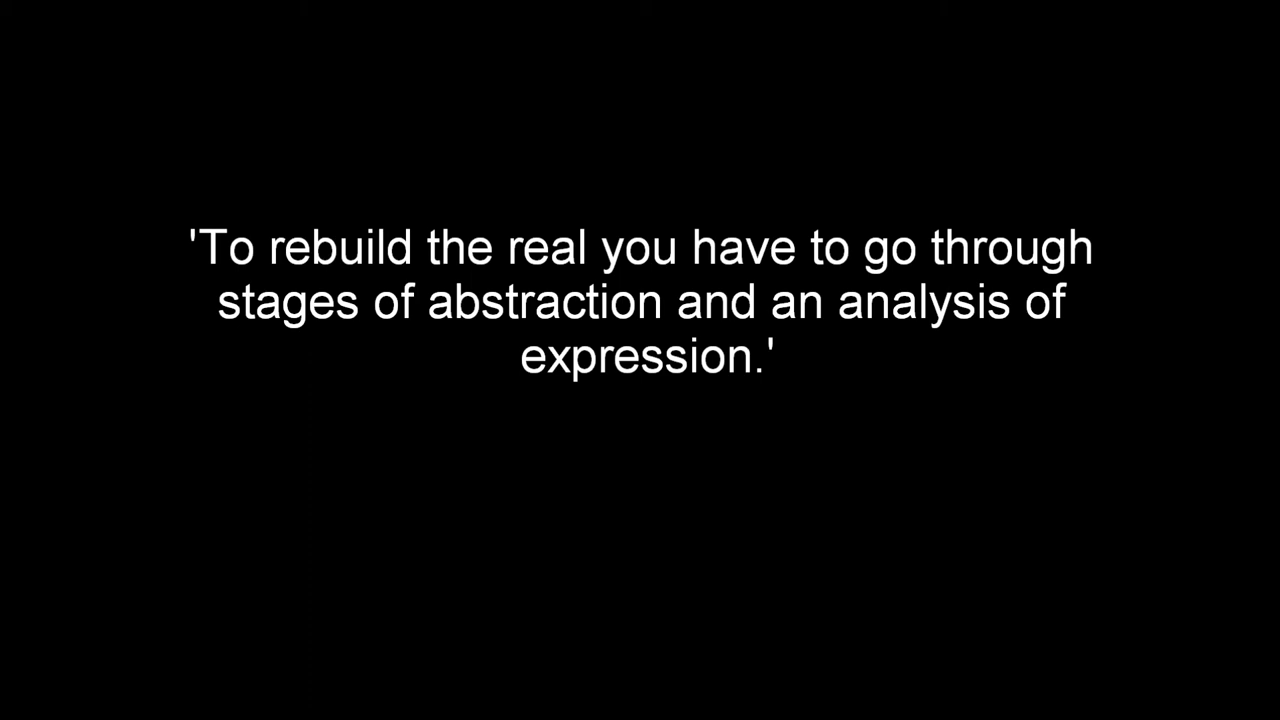 'To rebuild the real you have to go through
stages of abstraction and an analysis of
expression.'